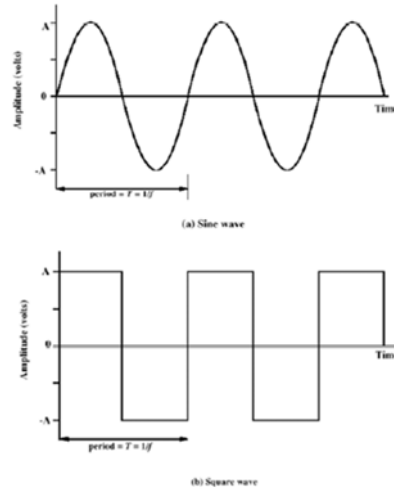 A
Amplitude (volts)
0
Tim
-A
period = T = 1/f
(a) Sine wave
A
Amplitude (volts)
0
Tim
-A
period = T = 1/f
(b) Square wave